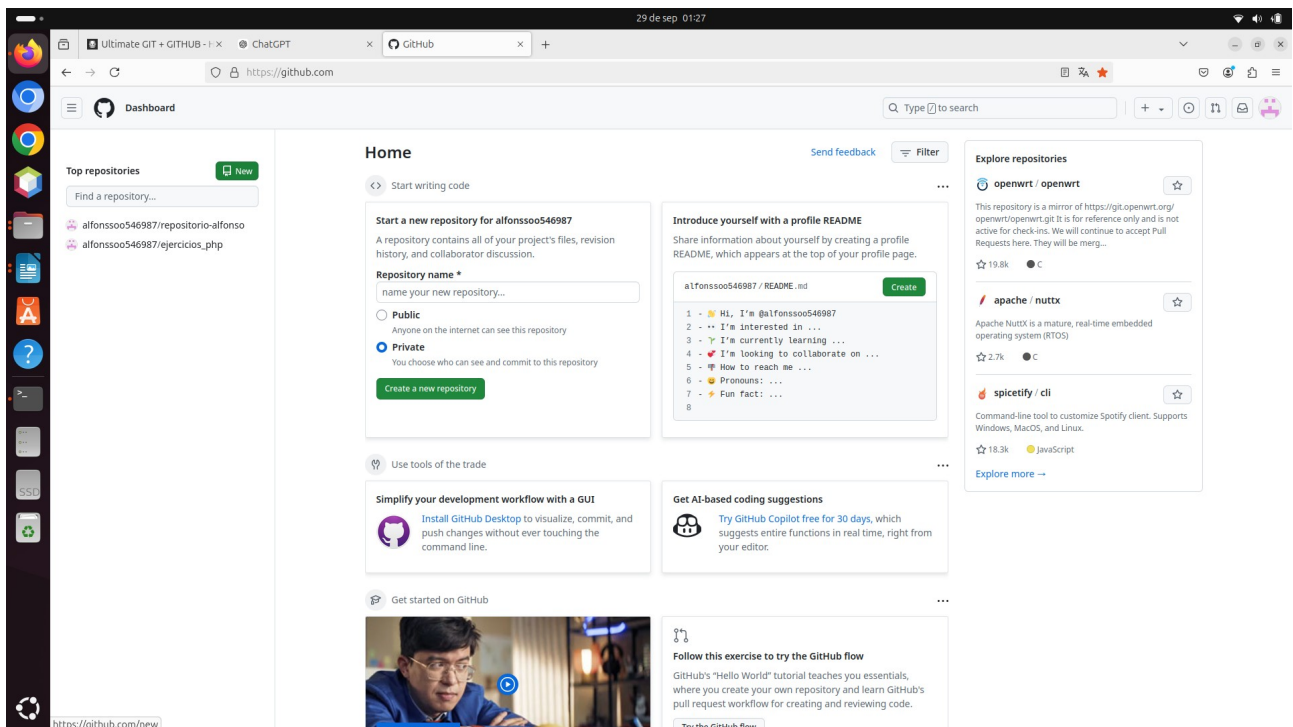 29 de sep 01:27
Ultimate GIT + GITHUB - H
ChatGPT
GitHub
https://github.com
Dashboard
Type / to search
Top repositories
New
Find a repository...
alfonssoo546987/repositorio-alfonso
alfonssoo546987/ejercicios_php
Home
Send feedback
Filter
Start writing code
Start a new repository for alfonssoo546987
A repository contains all of your project's files, revision
history, and collaborator discussion.
Repository name *
name your new repository...
Public
Anyone on the internet can see this repository
Private
You choose who can see and commit to this repository
Create a new repository
Introduce yourself with a profile README
Share information about yourself by creating a profile
README, which appears at the top of your profile page.
alfonssoo546987 / README.md
Create
1 - 👋 Hi, I'm @alfonssoo546987
2 - 👀 I'm interested in ...
3 - 🌱 I'm currently learning ...
4 - 💞️ I'm looking to collaborate on ...
5 - 📫 How to reach me ...
6 - 😄 Pronouns: ...
7 - ⚡ Fun fact: ...
8
Use tools of the trade
Simplify your development workflow with a GUI
Install GitHub Desktop to visualize, commit, and
push changes without ever touching the
command line.
Get AI-based coding suggestions
Try GitHub Copilot free for 30 days, which
suggests entire functions in real time, right from
your editor.
Get started on GitHub
Follow this exercise to try the GitHub flow
GitHub's "Hello World" tutorial teaches you essentials,
where you create your own repository and learn GitHub's
pull request workflow for creating and reviewing code.
Try the GitHub flow
Explore repositories
openwrt / openwrt
This repository is a mirror of https://git.openwrt.org/
openwrt/openwrt.git It is for reference only and is not
active for check-ins. We will continue to accept Pull
Requests here. They will be merg...
19.8k C
apache / nuttx
Apache NuttX is a mature, real-time embedded
operating system (RTOS)
2.7k C
spicetify / cli
Command-line tool to customize Spotify client. Supports
Windows, MacOS, and Linux.
18.3k JavaScript
Explore more →
SSD
https://github.com/new